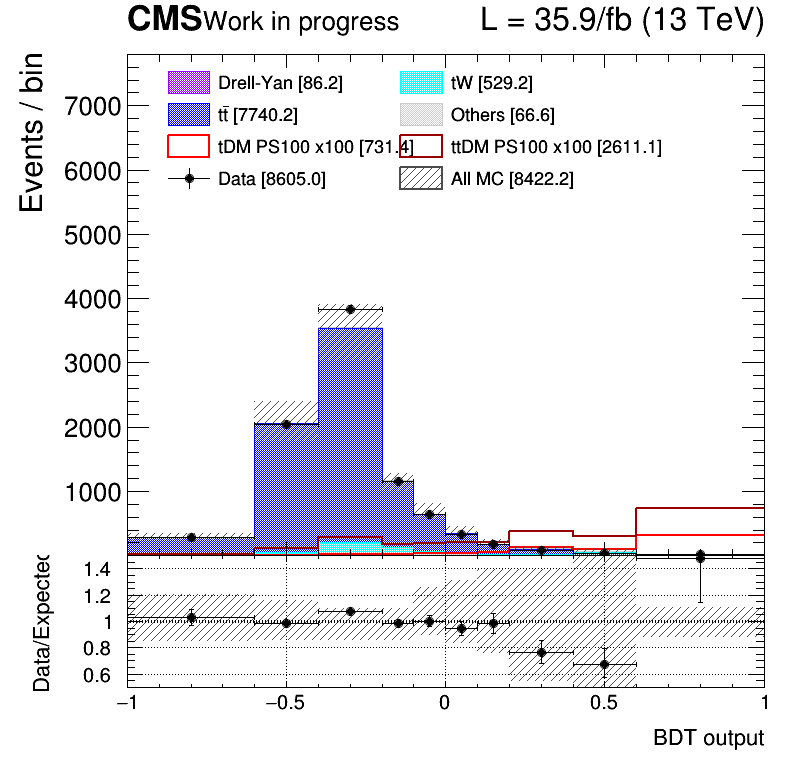 CMS Work in progress L = 35.9/fb (13 TeV)
Events / bin
Drell-Yan [86.2] tW [529.2]
tt̄ [7740.2] Others [66.6]
tDM PS100 x100 [731.4] ttDM PS100 x100 [2611.1]
Data [8605.0] All MC [8422.2]
7000
6000
5000
4000
3000
2000
1000
Data/Expected
1.4
1.2
1
0.8
0.6
−1 −0.5 0 0.5 1
BDT output